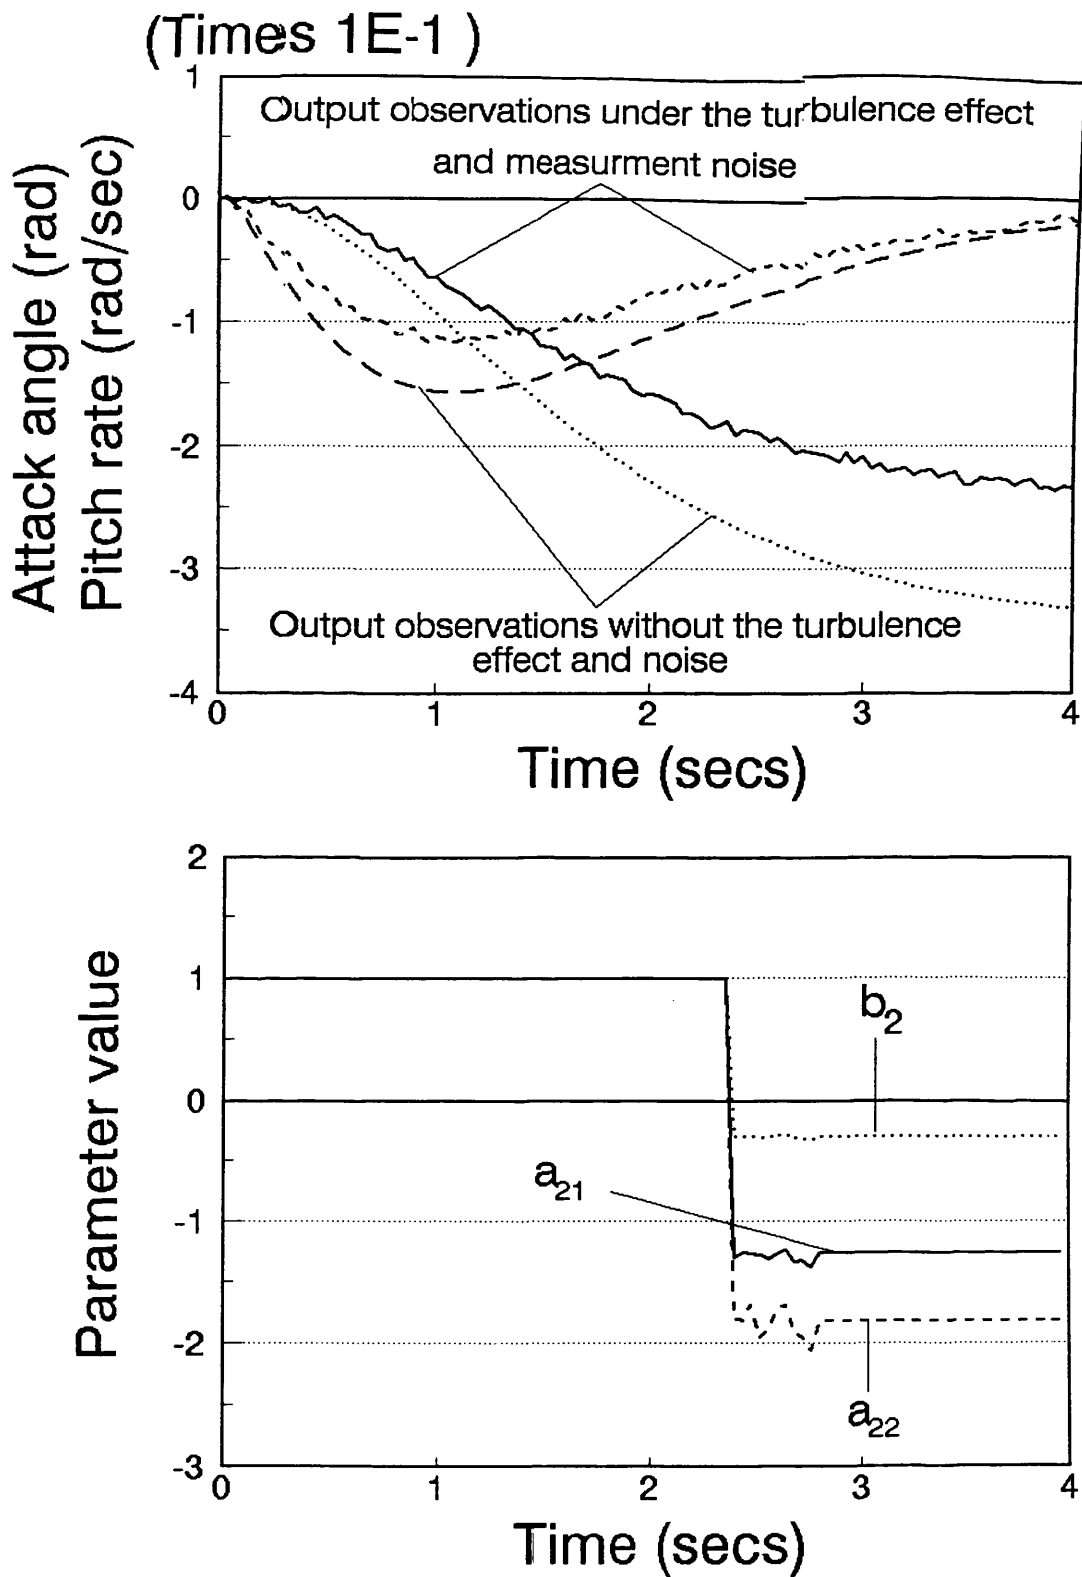 (Times 1E-1 )
Attack angle (rad)
Pitch rate (rad/sec)
1
0
-1
-2
-3
-4
Output observations under the turbulence effect
and measurment noise
Output observations without the turbulence
effect and noise
0 1 2 3 4
Time (secs)
Parameter value
2
1
0
-1
-2
-3
b2
a21
a22
0 1 2 3 4
Time (secs)